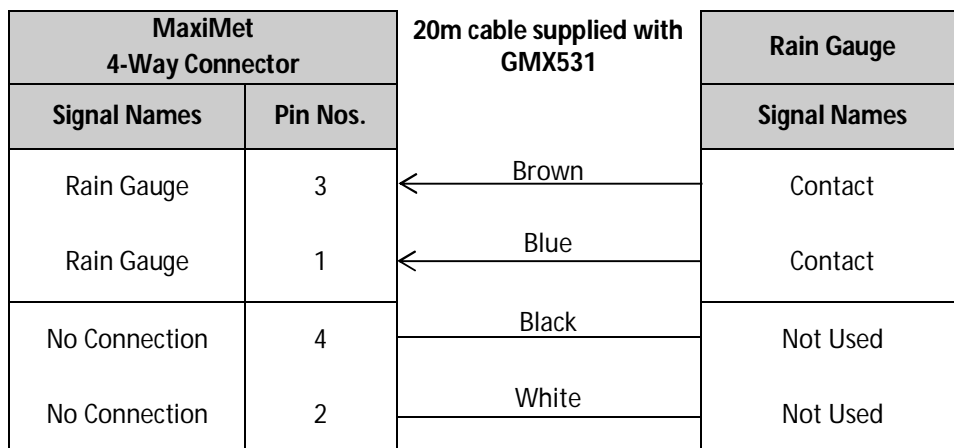 MaxiMet
4-Way Connector
20m cable supplied with
GMX531
Rain Gauge
Signal Names Pin Nos. Signal Names
Rain Gauge 3 Brown Contact
Rain Gauge 1 Blue Contact
No Connection 4 Black Not Used
No Connection 2 White Not Used